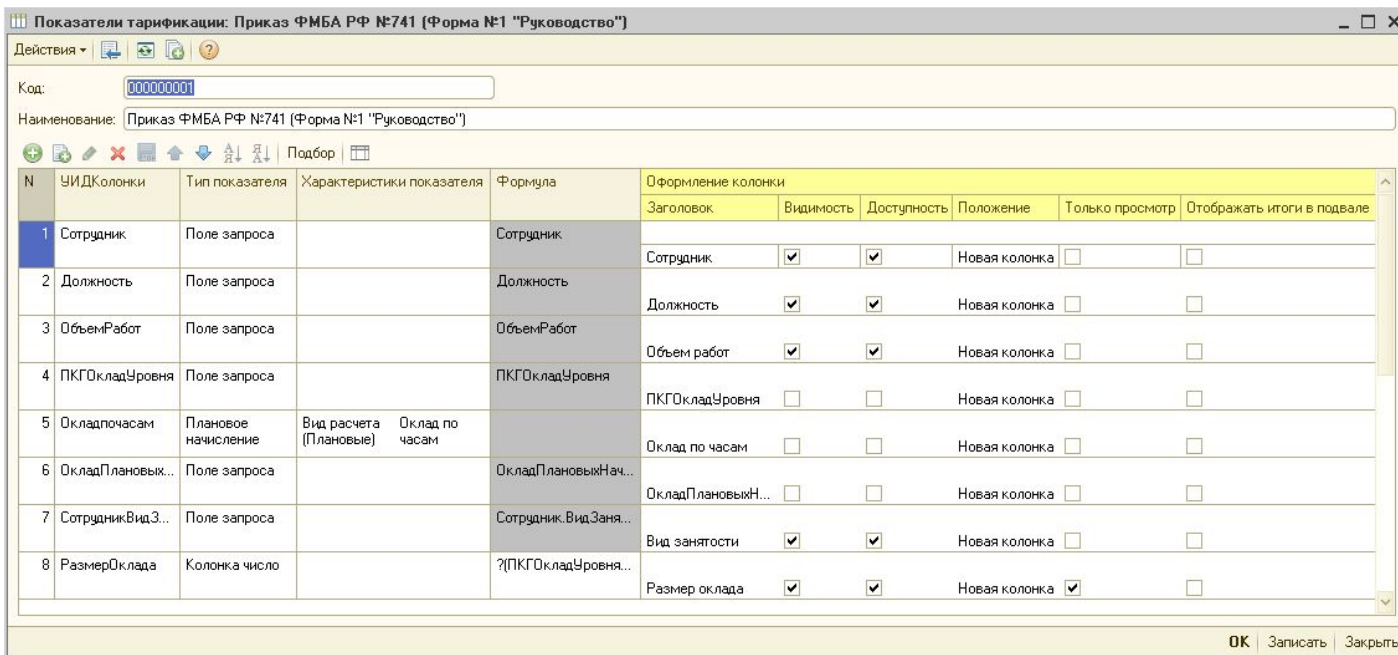 Показатели тарификации: Приказ ФМБА РФ №741 (Форма №1 "Руководство")
Действия
Код: 000000001
Наименование: Приказ ФМБА РФ №741 (Форма №1 "Руководство")
Подбор
N УИДКолонки Тип показателя Характеристики показателя Формула Оформление колонки
Заголовок Видимость Доступность Положение Только просмотр Отображать итоги в подвале
1 Сотрудник Поле запроса Сотрудник
Сотрудник Новая колонка
2 Должность Поле запроса Должность
Должность Новая колонка
3 ОбъемРабот Поле запроса ОбъемРабот
Объем работ Новая колонка
4 ПКГОкладУровня Поле запроса ПКГОкладУровня
ПКГОкладУровня Новая колонка
5 Окладпочасам Плановое Вид расчета Оклад по
начисление (Плановые) часам
Оклад по часам Новая колонка
6 ОкладПлановых... Поле запроса ОкладПлановыхНач...
ОкладПлановыхН... Новая колонка
7 СотрудникВидЗ... Поле запроса Сотрудник.ВидЗаня...
Вид занятости Новая колонка
8 РазмерОклада Колонка число ?(ПКГОкладУровня...
Размер оклада Новая колонка
OK Записать Закрыть